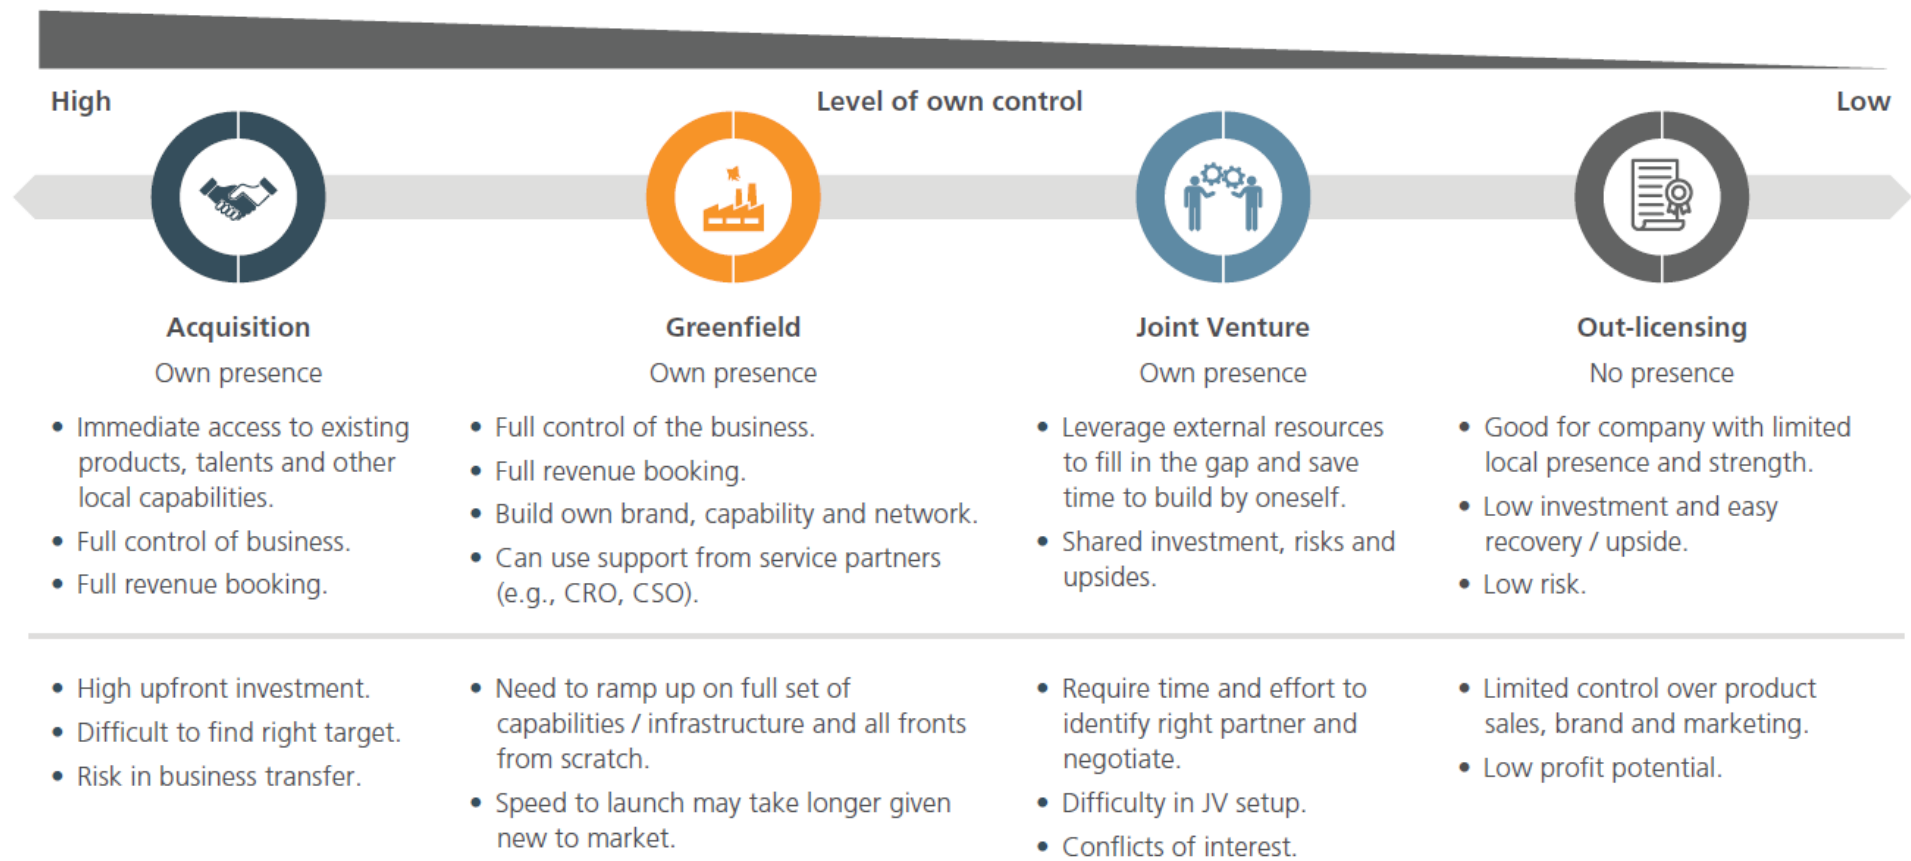 High
Level of own control
Low
Acquisition
Own presence
• Immediate access to existing
products, talents and other
local capabilities.
• Full control of business.
• Full revenue booking.
Greenfield
Own presence
• Full control of the business.
• Full revenue booking.
• Build own brand, capability and network.
• Can use support from service partners
(e.g., CRO, CSO).
Joint Venture
Own presence
• Leverage external resources
to fill in the gap and save
time to build by oneself.
• Shared investment, risks and
upsides.
Out-licensing
No presence
• Good for company with limited
local presence and strength.
• Low investment and easy
recovery / upside.
• Low risk.
• High upfront investment.
• Difficult to find right target.
• Risk in business transfer.
• Need to ramp up on full set of
capabilities / infrastructure and all fronts
from scratch.
• Speed to launch may take longer given
new to market.
• Require time and effort to
identify right partner and
negotiate.
• Difficulty in JV setup.
• Conflicts of interest.
• Limited control over product
sales, brand and marketing.
• Low profit potential.